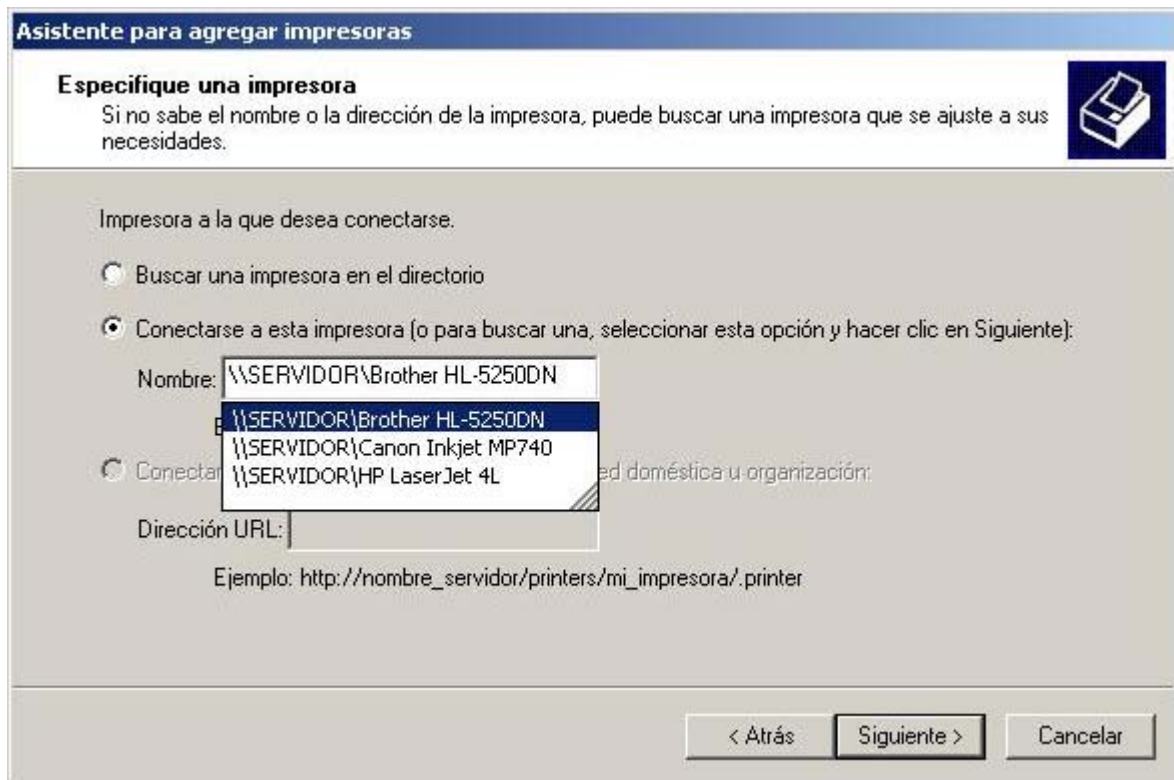 Asistente para agregar impresoras
Especifique una impresora
Si no sabe el nombre o la dirección de la impresora, puede buscar una impresora que se ajuste a sus
necesidades.
Impresora a la que desea conectarse.
Buscar una impresora en el directorio
Conectarse a esta impresora (o para buscar una, seleccionar esta opción y hacer clic en Siguiente):
Nombre: \\SERVIDOR\Brother HL-5250DN
\\SERVIDOR\Brother HL-5250DN
\\SERVIDOR\Canon Inkjet MP740
\\SERVIDOR\HP LaserJet 4L
doméstica u organización:
Dirección URL:
Ejemplo: http://nombre_servidor/printers/mi_impresora/.printer
< Atrás Siguiente > Cancelar